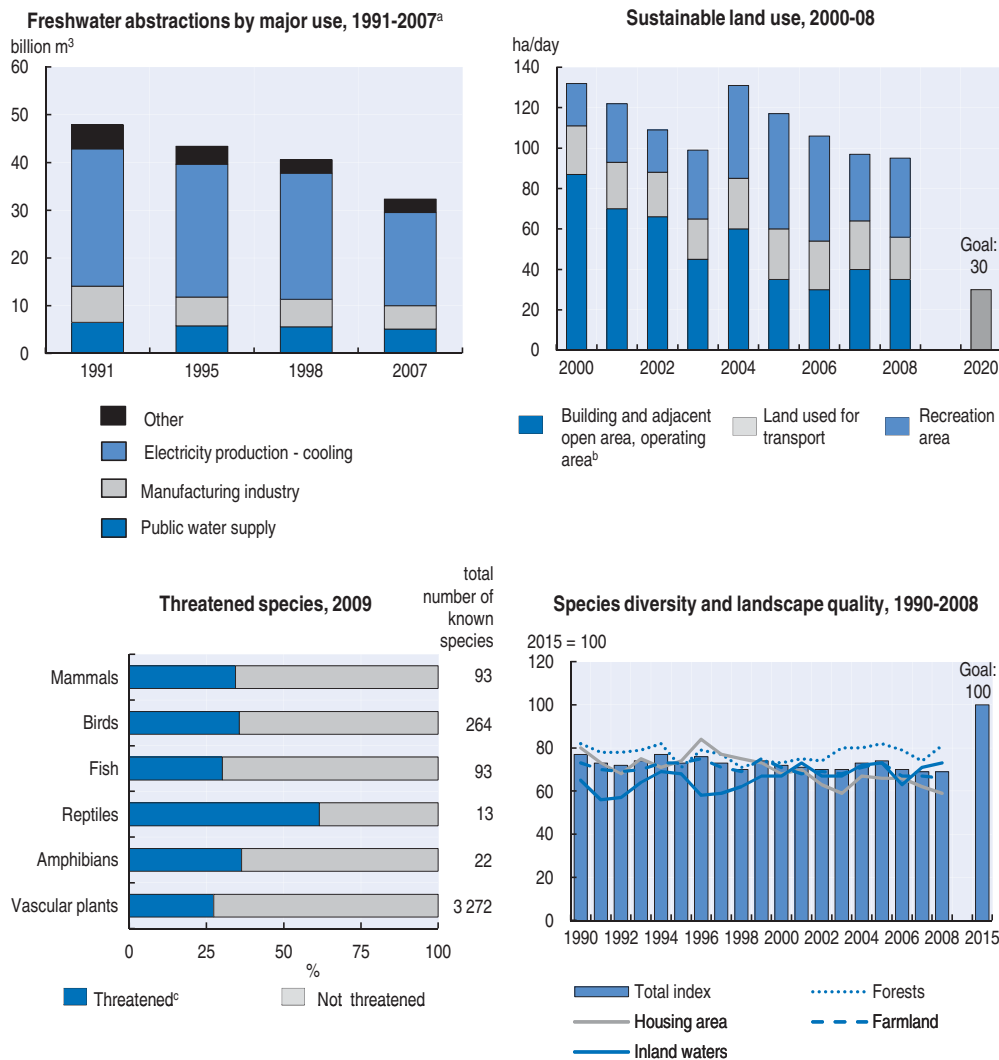 Freshwater abstractions by major use, 1991-2007ª
billion m³
60
50
40
30
20
10
0
1991 1995 1998 2007
Other
Electricity production - cooling
Manufacturing industry
Public water supply
Sustainable land use, 2000-08
ha/day
140
120
100
80
60
40
20
0
Goal:
30
2000 2002 2004 2006 2008 2020
Building and adjacent
open area, operating
areaᵇ
Land used for
transport
Recreation
area
Threatened species, 2009
total
number of
known
species
Mammals 93
Birds 264
Fish 93
Reptiles 13
Amphibians 22
Vascular plants 3 272
0 25 50 75 100
%
Threatenedᶜ Not threatened
Species diversity and landscape quality, 1990-2008
2015 = 100
120
100
80
60
40
20
0
Goal:
100
1990 1992 1994 1996 1998 2000 2002 2004 2006 2008 2015
Total index Forests
Housing area Farmland
Inland waters